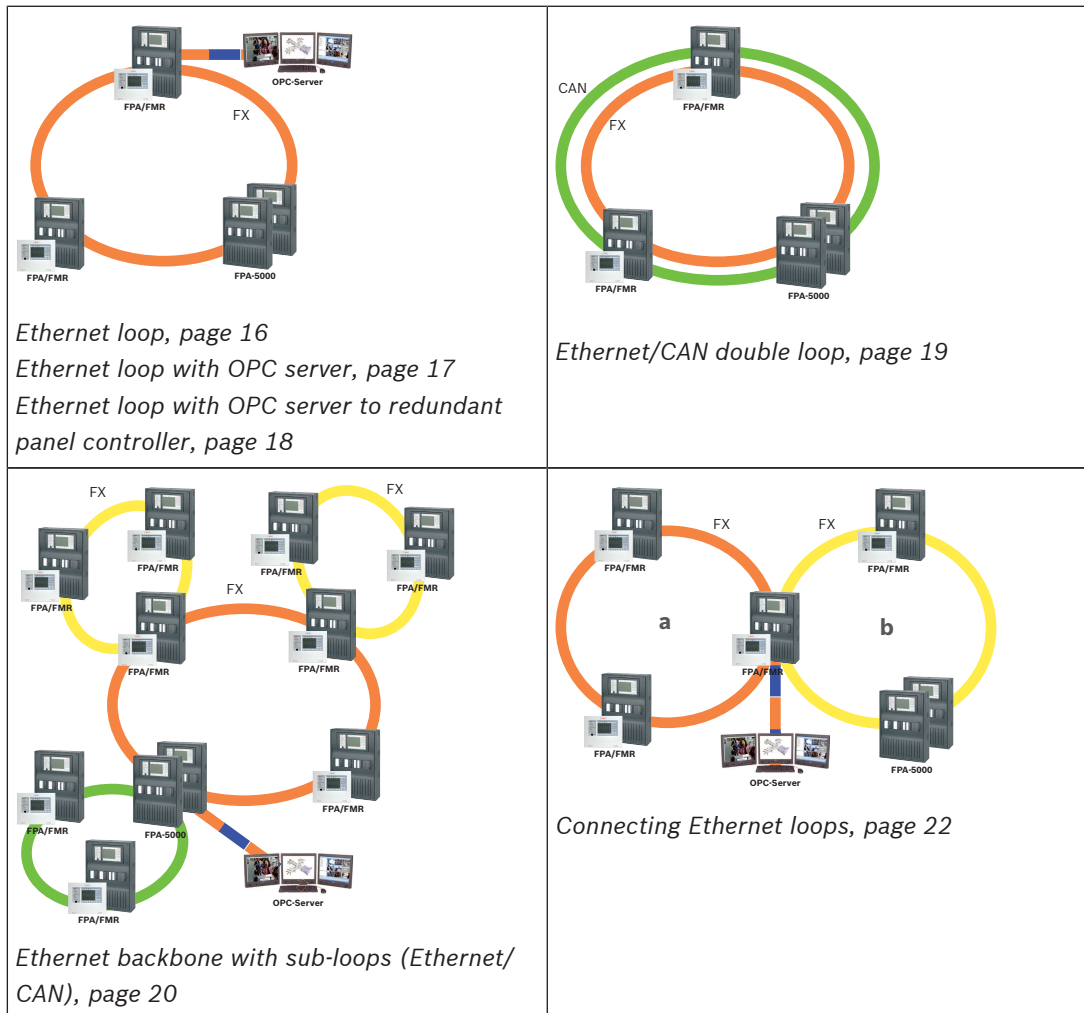 OPC-Server
FPA/FMR
FX
FPA/FMR
FPA-5000
Ethernet loop, page 16
Ethernet loop with OPC server, page 17
Ethernet loop with OPC server to redundant
panel controller, page 18
CAN
FX
FPA/FMR
FPA/FMR
FPA-5000
Ethernet/CAN double loop, page 19
FX
FX
FPA/FMR
FPA/FMR
FPA/FMR
FPA/FMR
FX
FPA/FMR
FPA/FMR
FPA/FMR
FPA/FMR
FPA-5000
OPC-Server
FPA/FMR
Ethernet backbone with sub-loops (Ethernet/
CAN), page 20
FX
FX
FPA/FMR
FPA/FMR
a
b
FPA/FMR
FPA/FMR
FPA-5000
OPC-Server
Connecting Ethernet loops, page 22